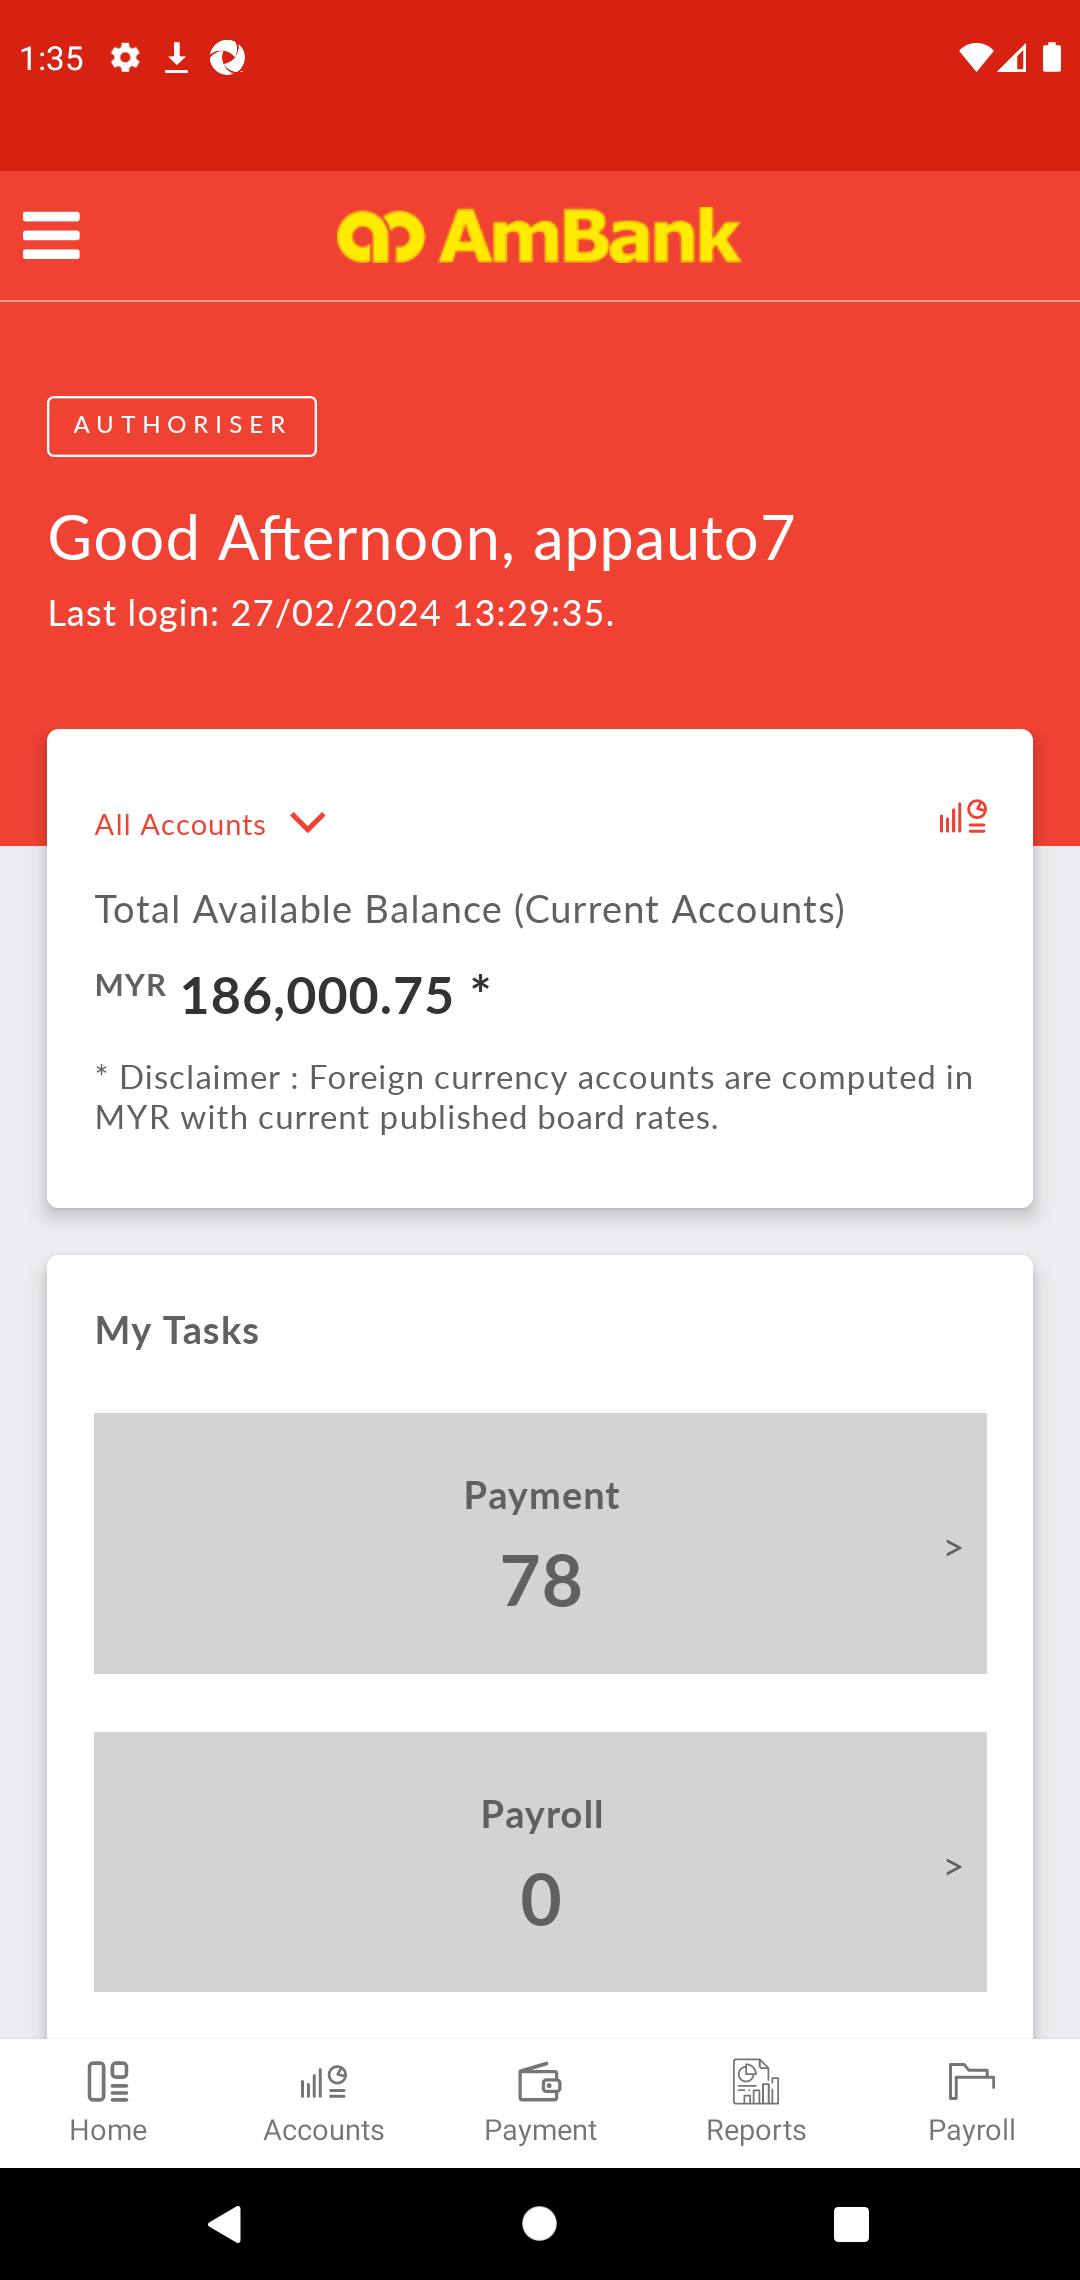 1:35
AmBank
AUTHORISER
Good Afternoon, appauto7
Last login: 27/02/2024 13:29:35.
All Accounts
Total Available Balance (Current Accounts)
MYR 186,000.75 *
* Disclaimer : Foreign currency accounts are computed in
MYR with current published board rates.
My Tasks
Payment
78
>
Payroll
0
>
Home Accounts Payment Reports Payroll